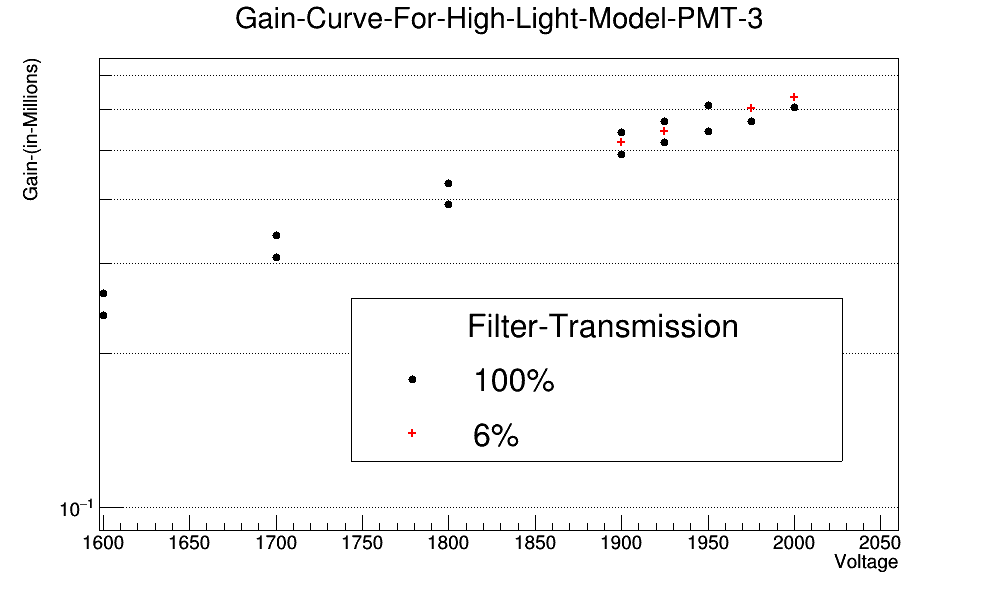 Gain-Curve-For-High-Light-Model-PMT-3
Gain-(in-Millions)
Filter-Transmission
100%
6%
10⁻¹
1600 1650 1700 1750 1800 1850 1900 1950 2000 2050
Voltage